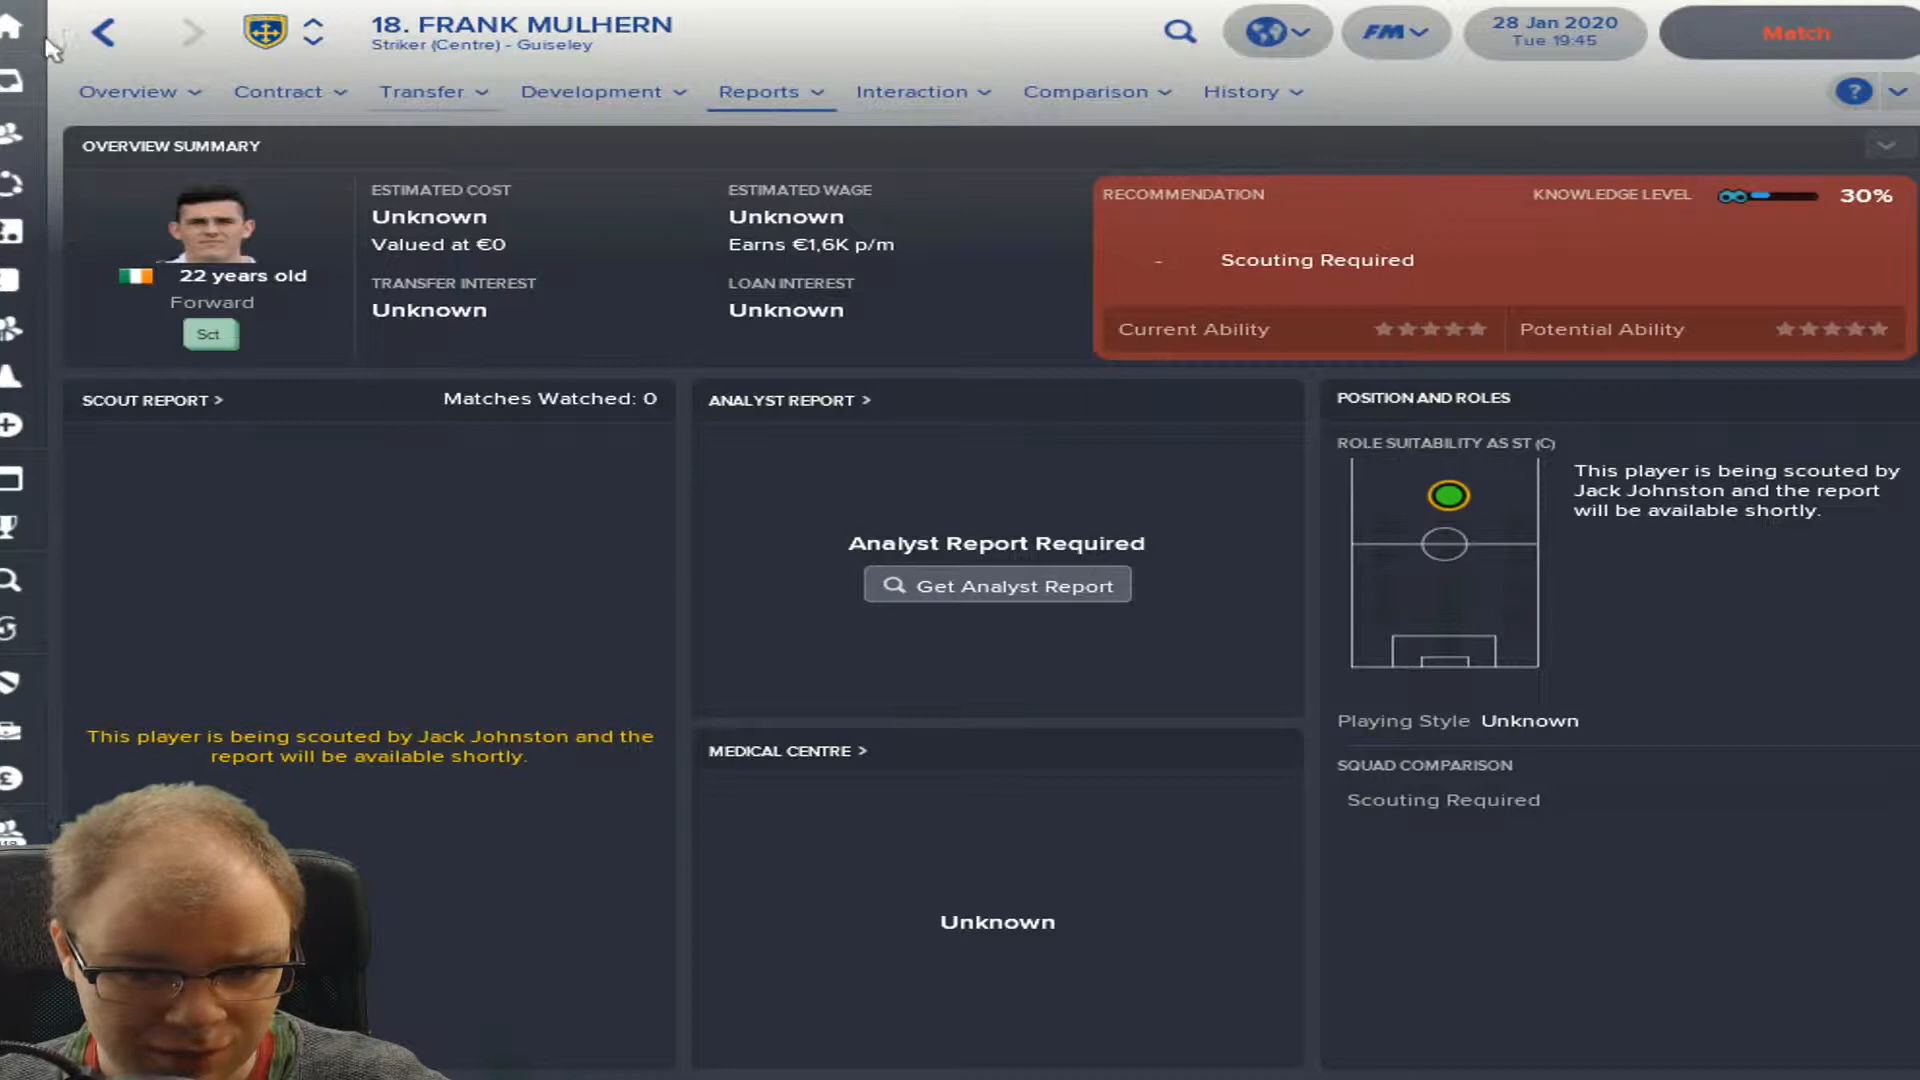 18. FRANK MULHERN
Striker (Centre) - Guiseley
FM
28 Jan 2020
Tue 19:45
Match
Overview
Contract
Transfer
Development
Reports
Interaction
Comparison
History
?
OVERVIEW SUMMARY
22 years old
Forward
Sct
ESTIMATED COST
Unknown
Valued at €0
TRANSFER INTEREST
Unknown
ESTIMATED WAGE
Unknown
Earns €1,6K p/m
LOAN INTEREST
Unknown
RECOMMENDATION
KNOWLEDGE LEVEL
30%
- Scouting Required
Current Ability
Potential Ability
SCOUT REPORT >
Matches Watched: 0
This player is being scouted by Jack Johnston and the
report will be available shortly.
ANALYST REPORT >
Analyst Report Required
Get Analyst Report
MEDICAL CENTRE >
Unknown
POSITION AND ROLES
ROLE SUITABILITY AS ST (C)
This player is being scouted by
Jack Johnston and the report
will be available shortly.
Playing Style Unknown
SQUAD COMPARISON
Scouting Required